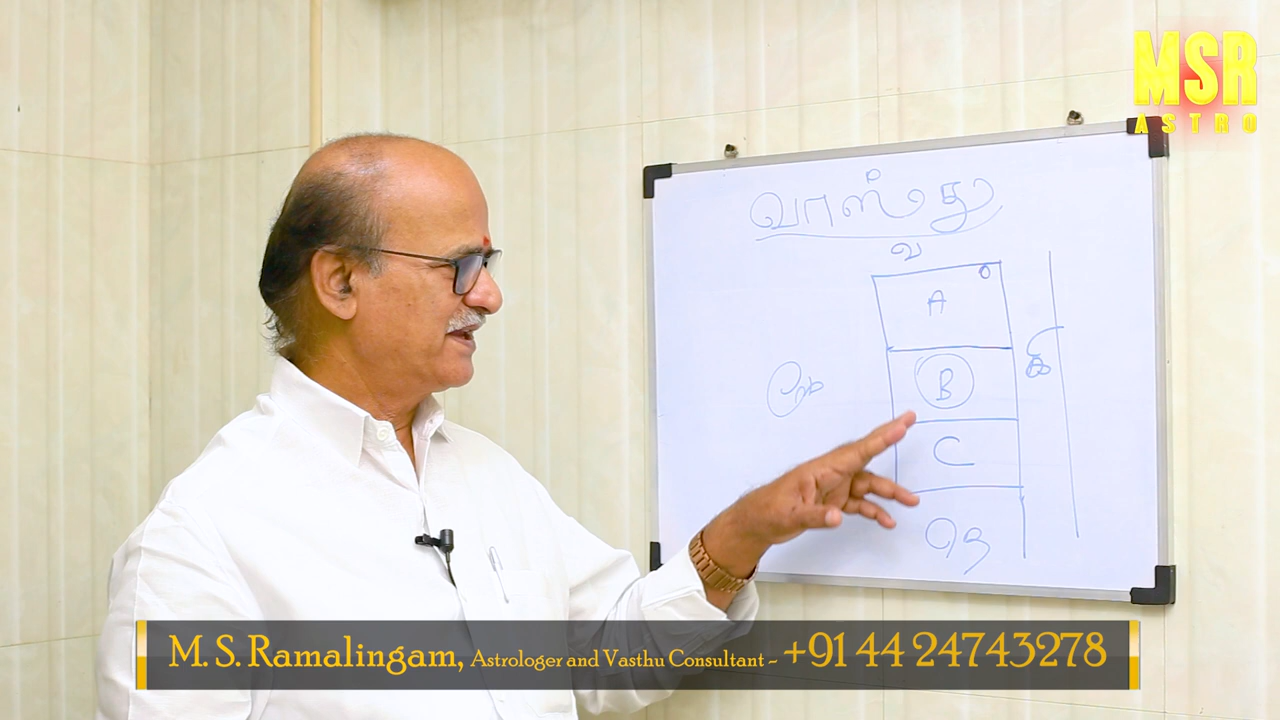 MSR
ASTRO
வாஸ்து
வ
A
B
கி
மே
C
தெ
M. S. Ramalingam, Astrologer and Vasthu Consultant - +91 44 24743278